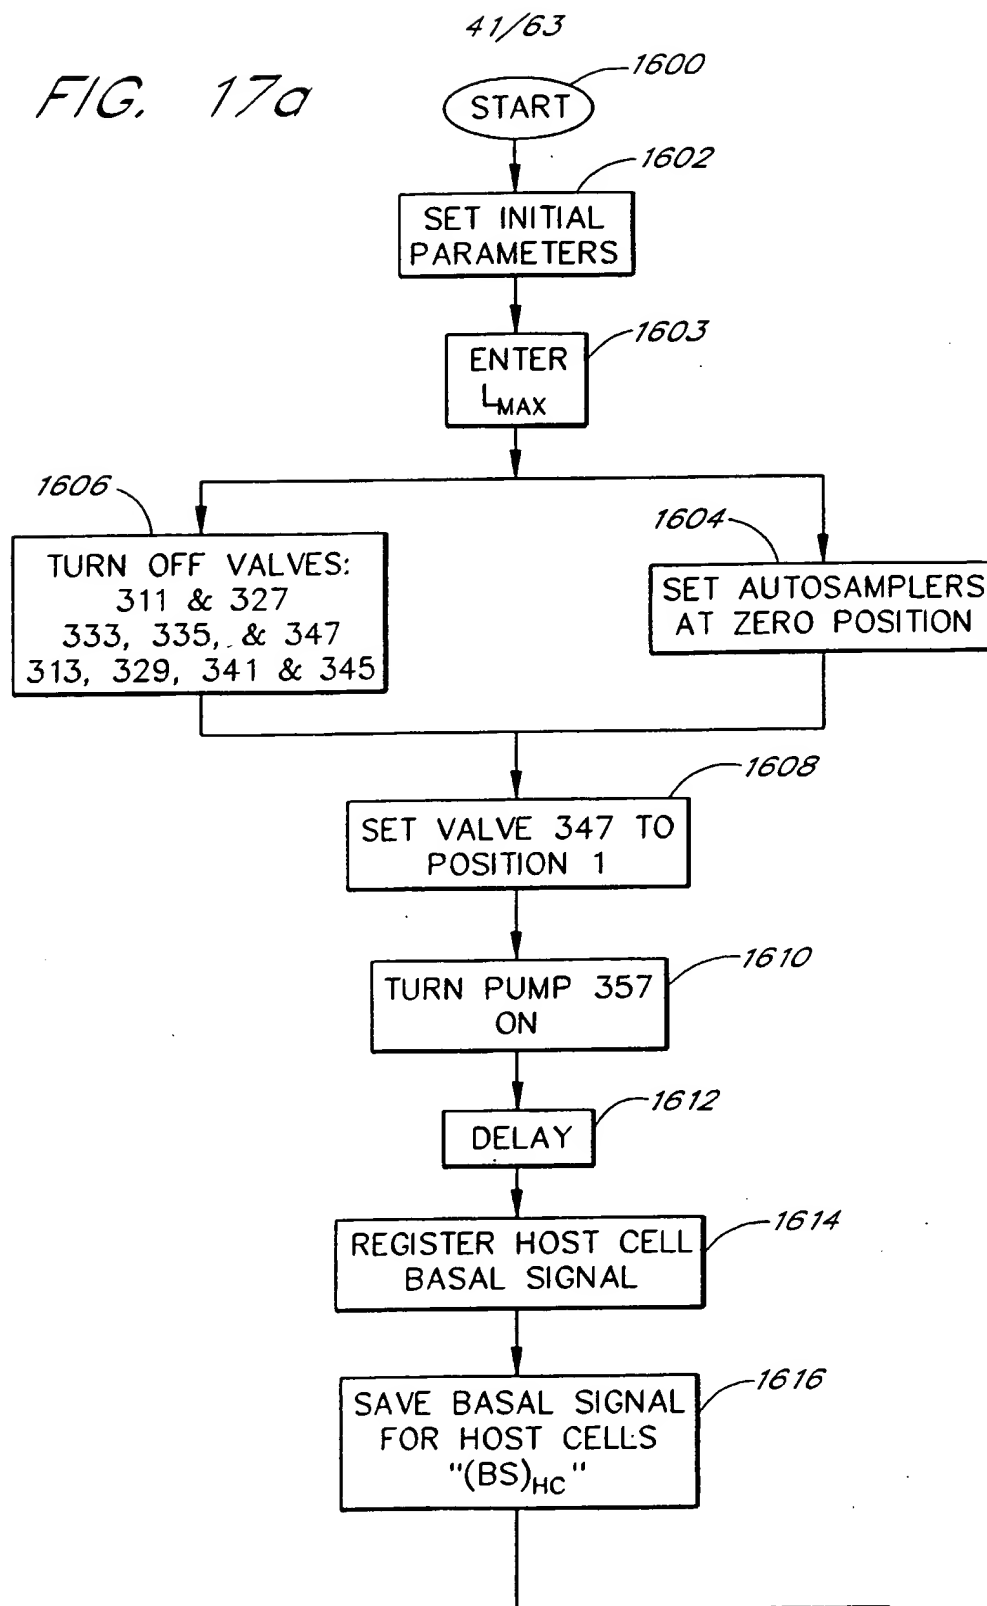 41/63
FIG. 17a
START
1600
1602
SET INITIAL
PARAMETERS
1603
ENTER
LMAX
1606
TURN OFF VALVES:
311 & 327
333, 335, & 347
313, 329, 341 & 345
1604
SET AUTOSAMPLERS
AT ZERO POSITION
1608
SET VALVE 347 TO
POSITION 1
1610
TURN PUMP 357
ON
1612
DELAY
1614
REGISTER HOST CELL
BASAL SIGNAL
1616
SAVE BASAL SIGNAL
FOR HOST CELLS
"(BS)HC"